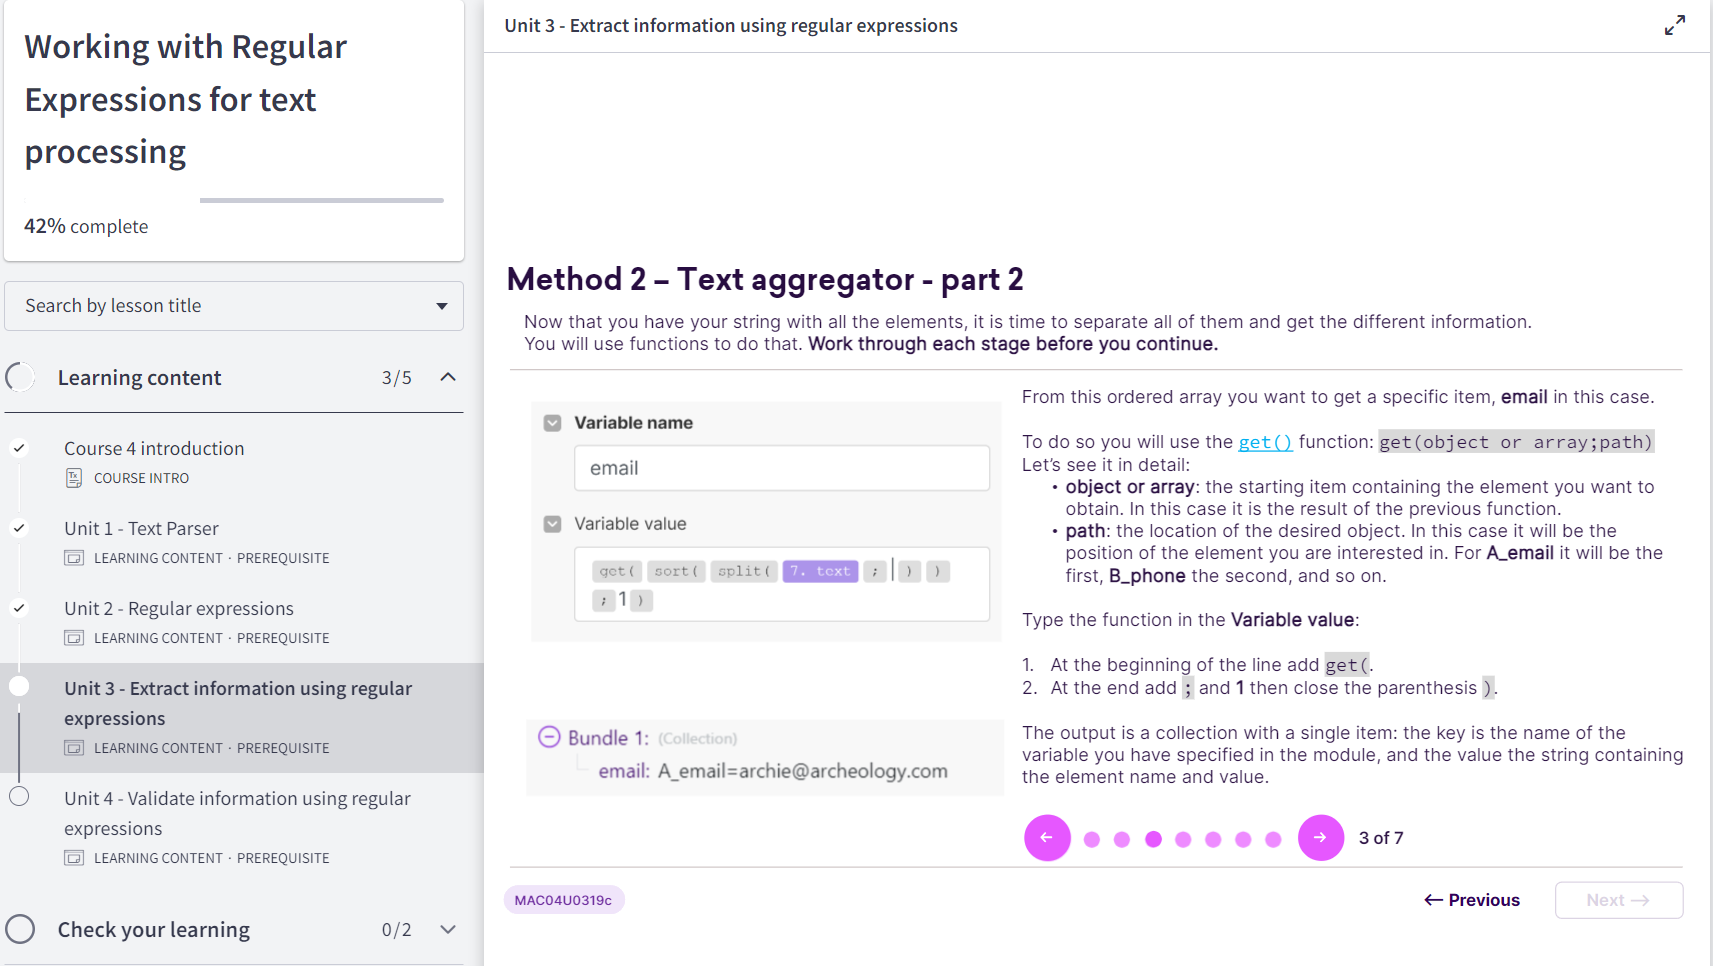 Working with Regular
Expressions for text
processing
42% complete
Search by lesson title
Learning content 3/5
Course 4 introduction
COURSE INTRO
Unit 1 - Text Parser
LEARNING CONTENT · PREREQUISITE
Unit 2 - Regular expressions
LEARNING CONTENT · PREREQUISITE
Unit 3 - Extract information using regular
expressions
LEARNING CONTENT · PREREQUISITE
Unit 4 - Validate information using regular
expressions
LEARNING CONTENT · PREREQUISITE
Check your learning 0/2
Unit 3 - Extract information using regular expressions
Method 2 – Text aggregator - part 2
Now that you have your string with all the elements, it is time to separate all of them and get the different information.
You will use functions to do that. Work through each stage before you continue.
Variable name
email
Variable value
get( sort( split( 7. text ; ) )
; 1 )
Bundle 1: (Collection)
email: A_email=archie@archeology.com
From this ordered array you want to get a specific item, email in this case.
To do so you will use the get() function: get(object or array;path)
Let's see it in detail:
• object or array: the starting item containing the element you want to
obtain. In this case it is the result of the previous function.
• path: the location of the desired object. In this case it will be the
position of the element you are interested in. For A_email it will be the
first, B_phone the second, and so on.
Type the function in the Variable value:
1. At the beginning of the line add get(.
2. At the end add ; and 1 then close the parenthesis ).
The output is a collection with a single item: the key is the name of the
variable you have specified in the module, and the value the string containing
the element name and value.
← → 3 of 7
MAC04U0319c
← Previous
Next →